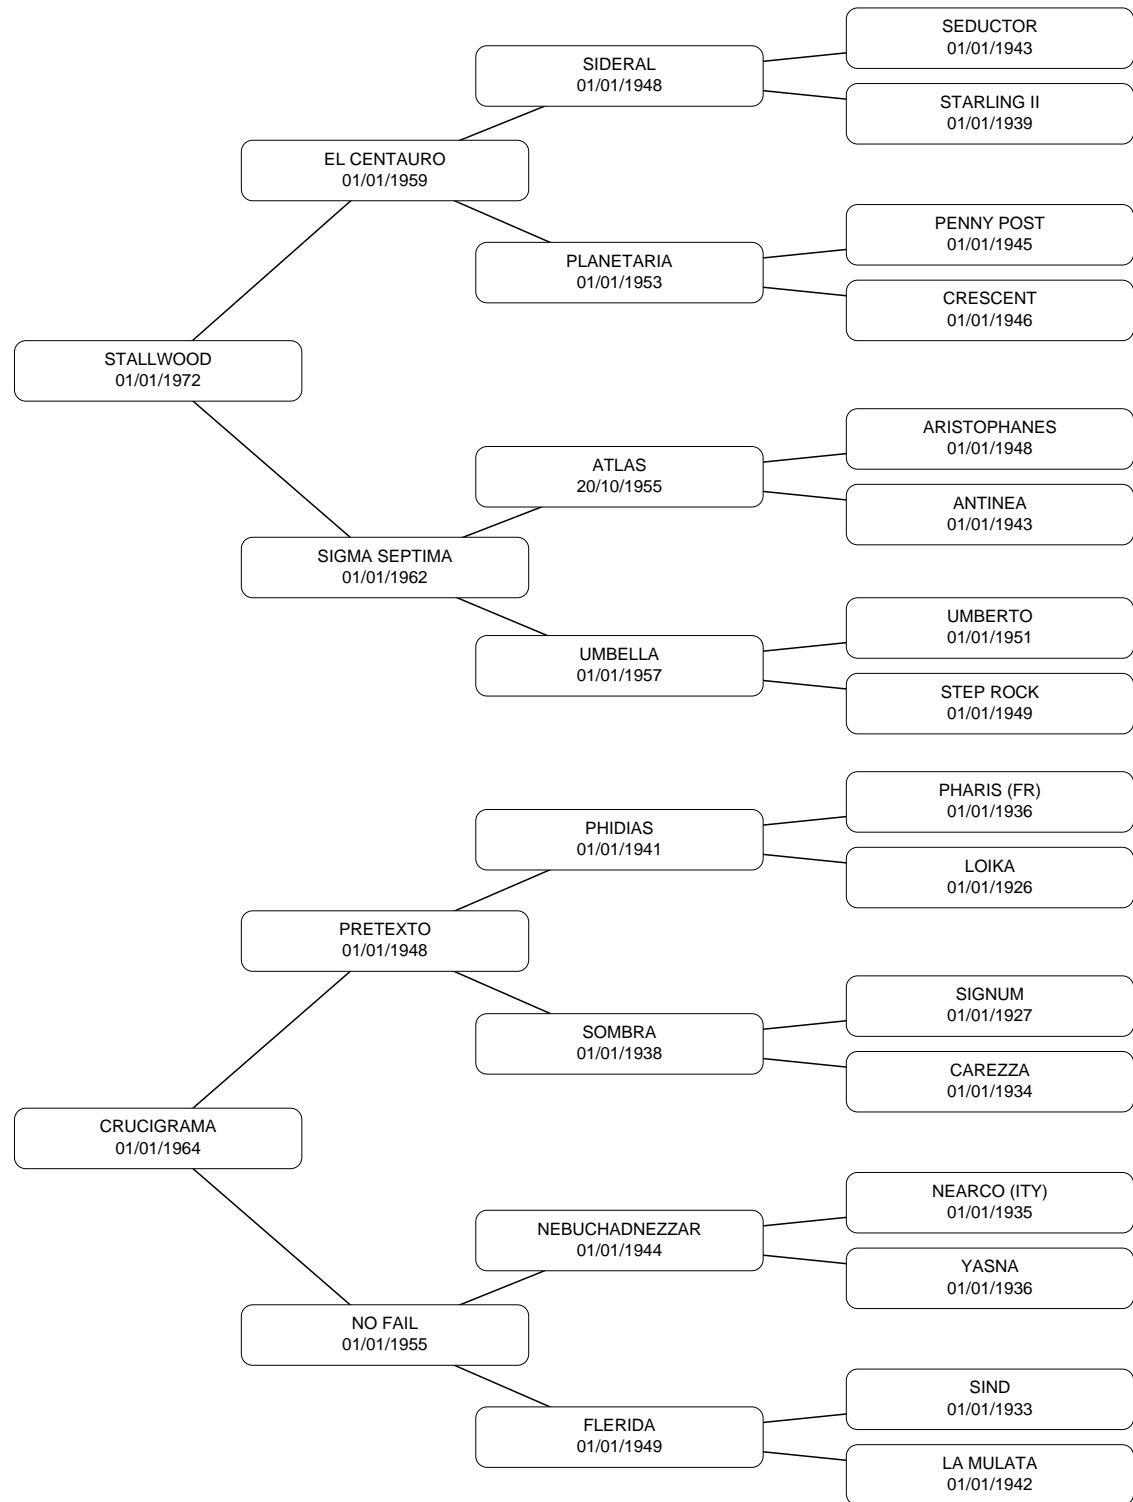 SEDUCTOR
01/01/1943
SIDERAL
01/01/1948
STARLING II
01/01/1939
EL CENTAURO
01/01/1959
PENNY POST
01/01/1945
PLANETARIA
01/01/1953
CRESCENT
01/01/1946
STALLWOOD
01/01/1972
ARISTOPHANES
01/01/1948
ATLAS
20/10/1955
ANTINEA
01/01/1943
SIGMA SEPTIMA
01/01/1962
UMBERTO
01/01/1951
UMBELLA
01/01/1957
STEP ROCK
01/01/1949
PHARIS (FR)
01/01/1936
PHIDIAS
01/01/1941
LOIKA
01/01/1926
PRETEXTO
01/01/1948
SIGNUM
01/01/1927
SOMBRA
01/01/1938
CAREZZA
01/01/1934
CRUCIGRAMA
01/01/1964
NEARCO (ITY)
01/01/1935
NEBUCHADNEZZAR
01/01/1944
YASNA
01/01/1936
NO FAIL
01/01/1955
SIND
01/01/1933
FLERIDA
01/01/1949
LA MULATA
01/01/1942